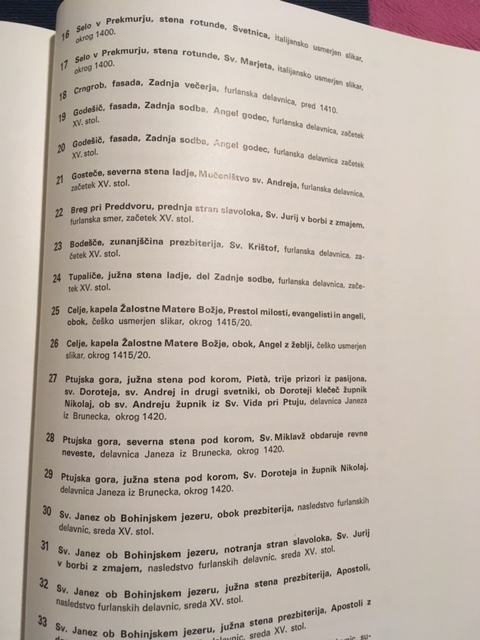 16 Selo v Prekmurju, stena rotunde, Svetnica, italijansko usmerjen slikar,
okrog 1400.
17 Selo v Prekmurju, stena rotunde, Sv. Marjeta, italijansko usmerjen slikar,
okrog 1400.
18 Crngrob, fasada, Zadnja večerja, furlanska delavnica, pred 1410.
19 Godešič, fasada, Zadnja sodba, Angel godec, furlanska delavnica, začetek
XV. stol.
20 Godešič, fasada, Zadnja sodba, Angel godec, furlanska delavnica, začetek
XV. stol.
21 Gosteče, severna stena ladje, Mučeništvo sv. Andreja, furlanska delavnica,
začetek XV. stol.
22 Breg pri Preddvoru, prednja stran slavoloka, Sv. Jurij v borbi z zmajem,
furlanska smer, začetek XV. stol.
23 Bodešče, zunanjščina prezbiterija, Sv. Krištof, furlanska delavnica, za-
četek XV. stol.
24 Tupaliče, južna stena ladje, del Zadnje sodbe, furlanska delavnica, zače-
tek XV. stol.
25 Celje, kapela Žalostne Matere Božje, Prestol milosti, evangelisti in angeli,
obok, češko usmerjen slikar, okrog 1415/20.
26 Celje, kapela Žalostne Matere Božje, obok, Angel z žeblji, češko usmerjen
slikar, okrog 1415/20.
27 Ptujska gora, južna stena pod korom, Pietà, trije prizori iz pasijona,
sv. Doroteja, sv. Andrej in drugi svetniki, ob Doroteji klečeč župnik
Nikolaj, ob sv. Andreju župnik iz Sv. Vida pri Ptuju, delavnica Janeza
iz Brunecka, okrog 1420.
28 Ptujska gora, severna stena pod korom, Sv. Miklavž obdaruje revne
neveste, delavnica Janeza iz Brunecka, okrog 1420.
29 Ptujska gora, južna stena pod korom, Sv. Doroteja in župnik Nikolaj,
delavnica Janeza iz Brunecka, okrog 1420.
30 Sv. Janez ob Bohinjskem jezeru, obok prezbiterija, nasledstvo furlanskih
delavnic, sreda XV. stol.
31 Sv. Janez ob Bohinjskem jezeru, notranja stran slavoloka, Sv. Jurij
v borbi z zmajem, nasledstvo furlanskih delavnic, sreda XV. stol.
32 Sv. Janez ob Bohinjskem jezeru, južna stena prezbiterija, Apostoli,
nasledstvo furlanskih delavnic, sreda XV. stol.
33 Sv. Janez ob Bohinjskem jezeru, južna stena prezbiterija, Apostoli z
sreda XV. stol.